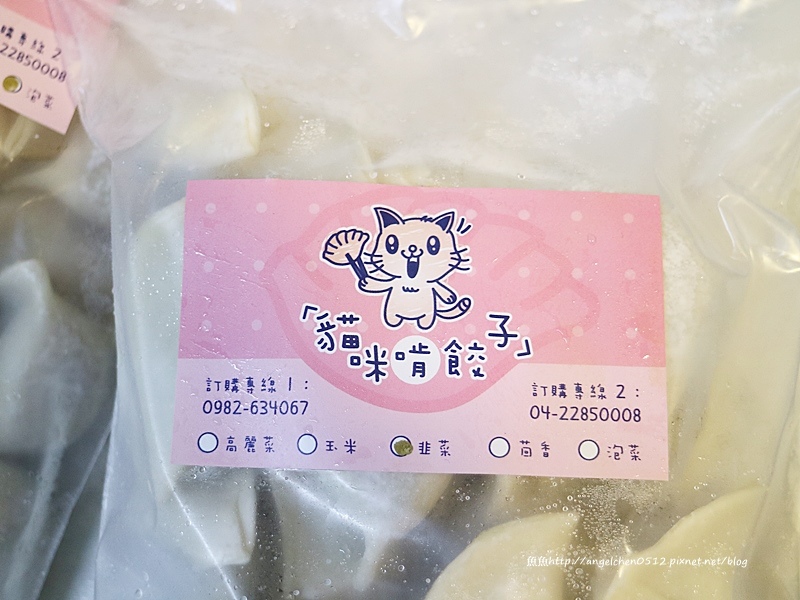 購專線 2
22850008
泡菜
「貓咪啃餃子」
訂購專線 1：
0982-634067
訂購專線 2：
04-22850008
高麗菜 玉米 韭菜 茴香 泡菜
魚魚http://angelchen0512.pixnet.net/blog